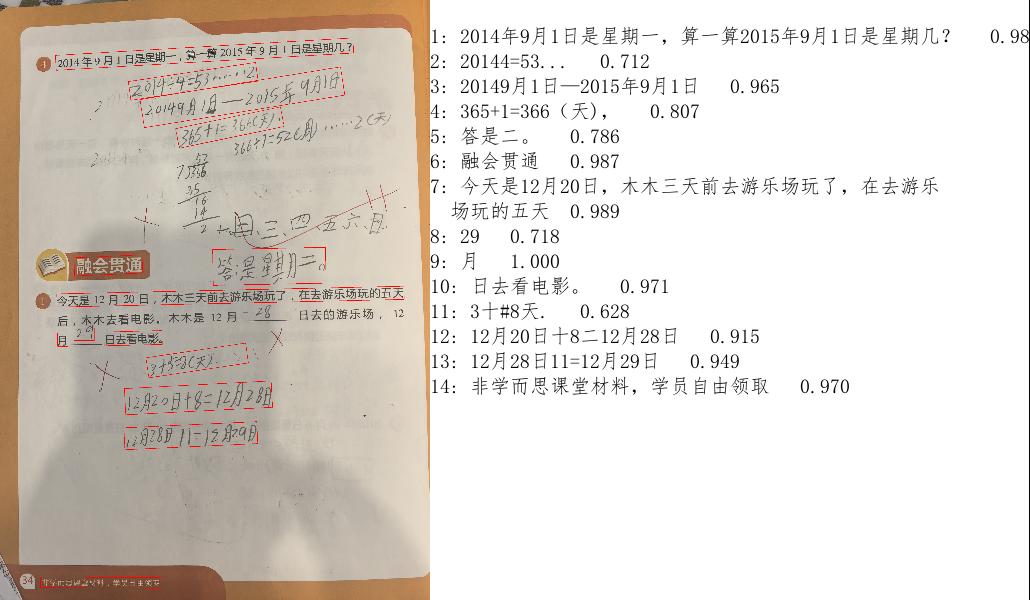 4 2014年9月1日是星期一，算一算2015年9月1日是星期几？
2014÷4=53……2
20149月1日—2015年9月1日
365+1=366(天)
366÷7=52(周)……2(天)
52
7 366
35
16
14
2
一、二、三、四、五、六、日
答:是星期二。
融会贯通
1 今天是12月20日，木木三天前去游乐场玩了，在去游乐场玩的五天
后，木木去看电影。木木是12月 28 日去的游乐场，12
月 29 日去看电影。
3+5=8(天)
12月20日+8=12月28日
12月28日 11=12月29日
34 非学而思课堂材料，学员自由领取
1: 2014年9月1日是星期一，算一算2015年9月1日是星期几？ 0.98
2: 20144=53... 0.712
3: 20149月1日—2015年9月1日 0.965
4: 365+1=366（天）， 0.807
5: 答是二。 0.786
6: 融会贯通 0.987
7: 今天是12月20日，木木三天前去游乐场玩了，在去游乐
场玩的五天 0.989
8: 29 0.718
9: 月 1.000
10: 日去看电影。 0.971
11: 3十#8天. 0.628
12: 12月20日十8二12月28日 0.915
13: 12月28日11=12月29日 0.949
14: 非学而思课堂材料，学员自由领取 0.970